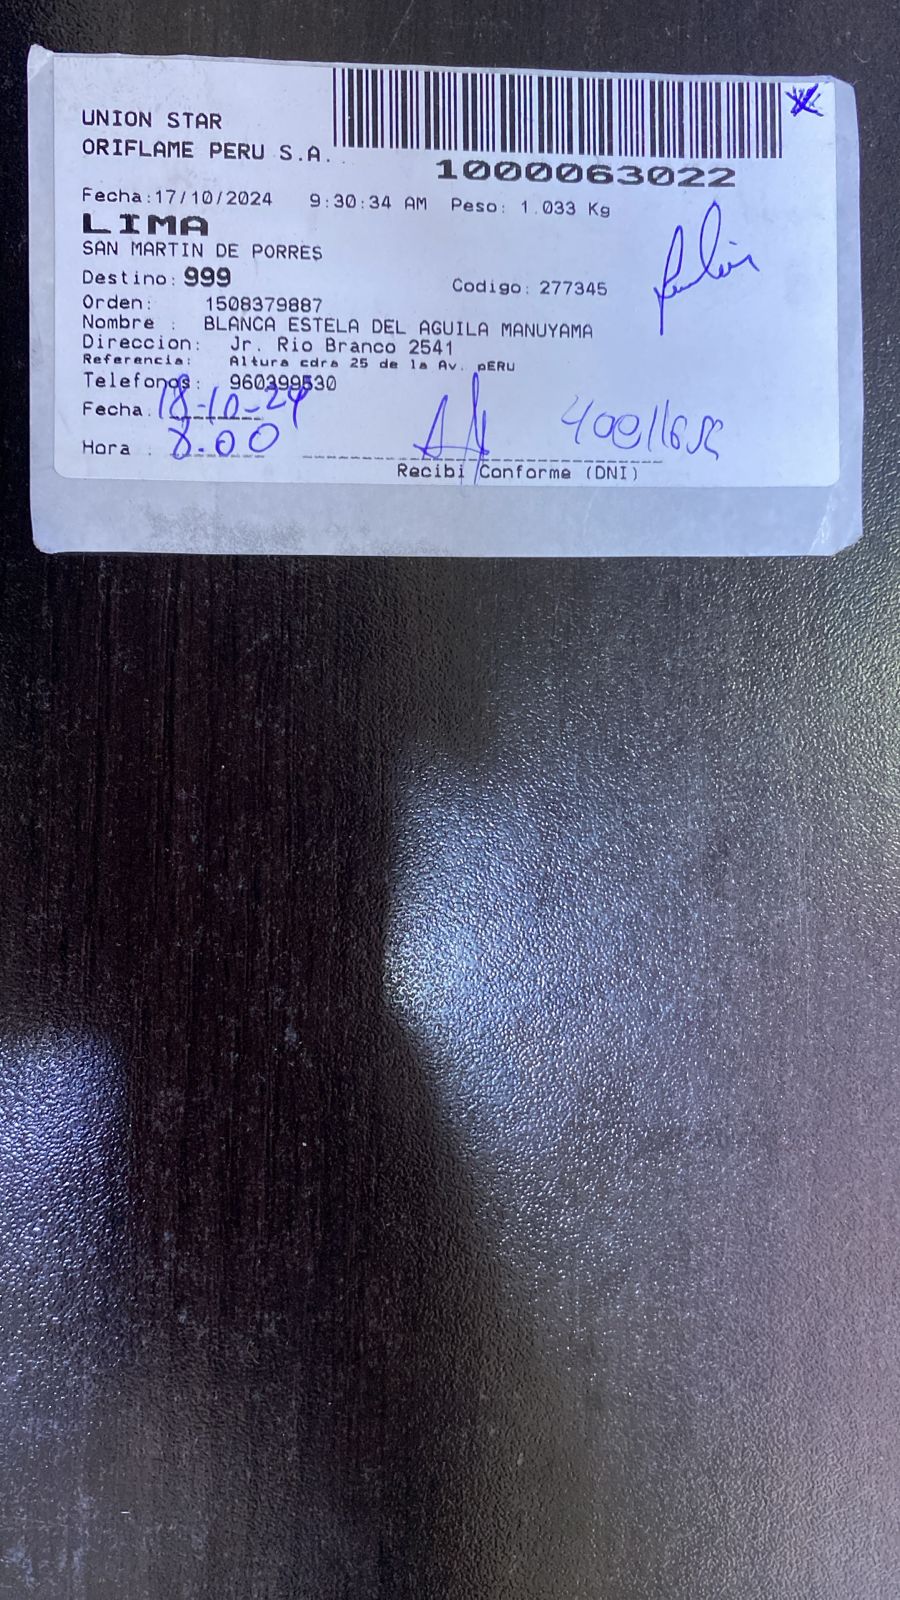 UNION STAR
ORIFLAME PERU S.A.
1000063022
Fecha:17/10/2024 9:30:34 AM Peso: 1.033 Kg
LIMA
SAN MARTIN DE PORRES
Destino: 999 Codigo: 277345
Orden: 1508379887
Nombre : BLANCA ESTELA DEL AGUILA MANUYAMA
Direccion: Jr. Rio Branco 2541
Referencia: Altura cdra 25 de la Av. pERU
Telefonos: 960399530
Fecha: 18-10-24
Hora : 8.00
Recibi Conforme (DNI)